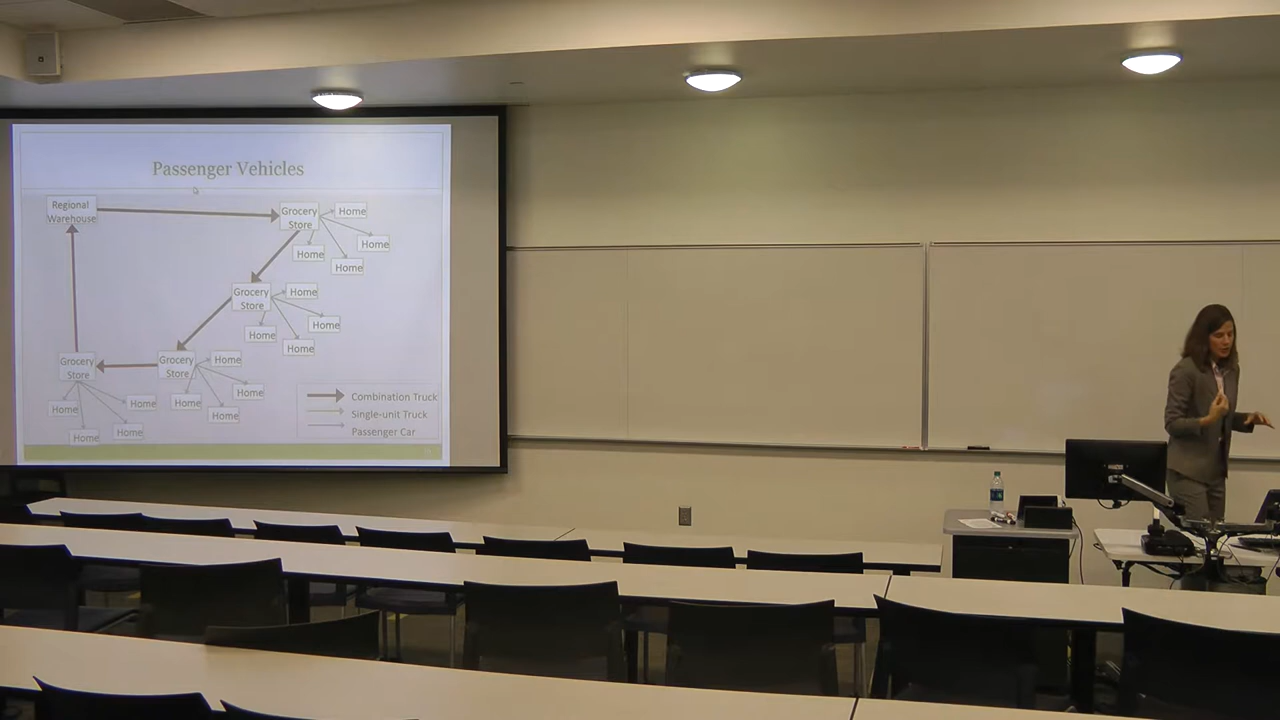 Passenger Vehicles
Regional
Warehouse
Grocery
Store
Home
Home
Home
Home
Grocery
Store
Home
Home
Home
Home
Grocery
Store
Home
Home
Home
Home
Grocery
Store
Home
Home
Home
Home
Combination Truck
Single-unit Truck
Passenger Car